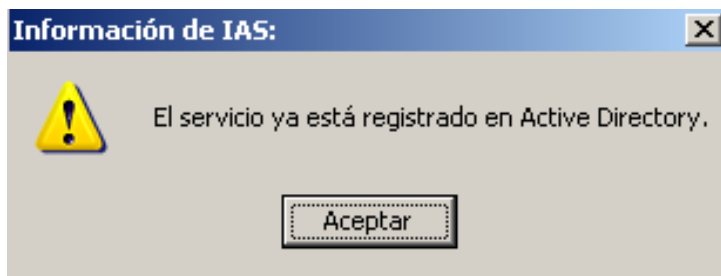 Información de IAS:
El servicio ya está registrado en Active Directory.
Aceptar